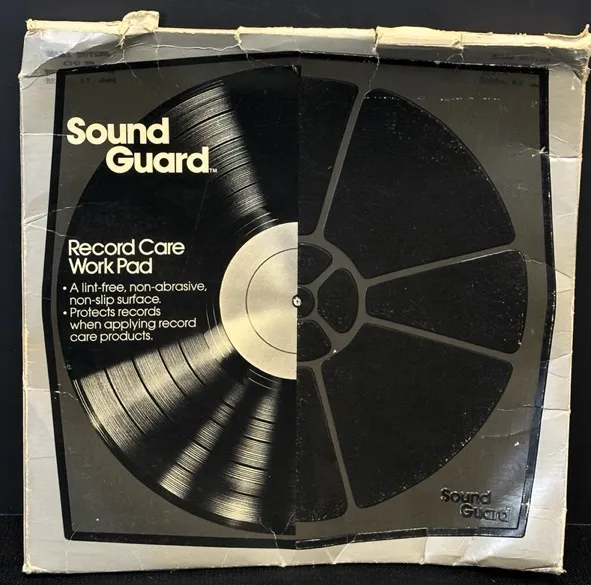 Sound
Guard™
Record Care
Work Pad
• A lint-free, non-abrasive,
non-slip surface.
• Protects records
when applying record
care products.
Sound
Guard